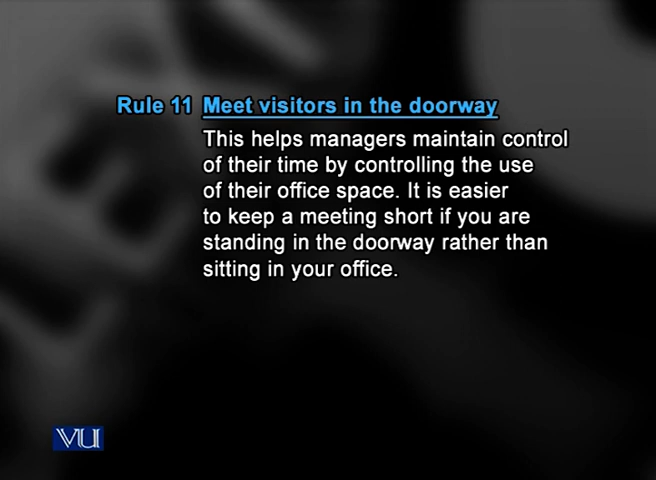 Rule 11 Meet visitors in the doorway
This helps managers maintain control
of their time by controlling the use
of their office space. It is easier
to keep a meeting short if you are
standing in the doorway rather than
sitting in your office.
VU